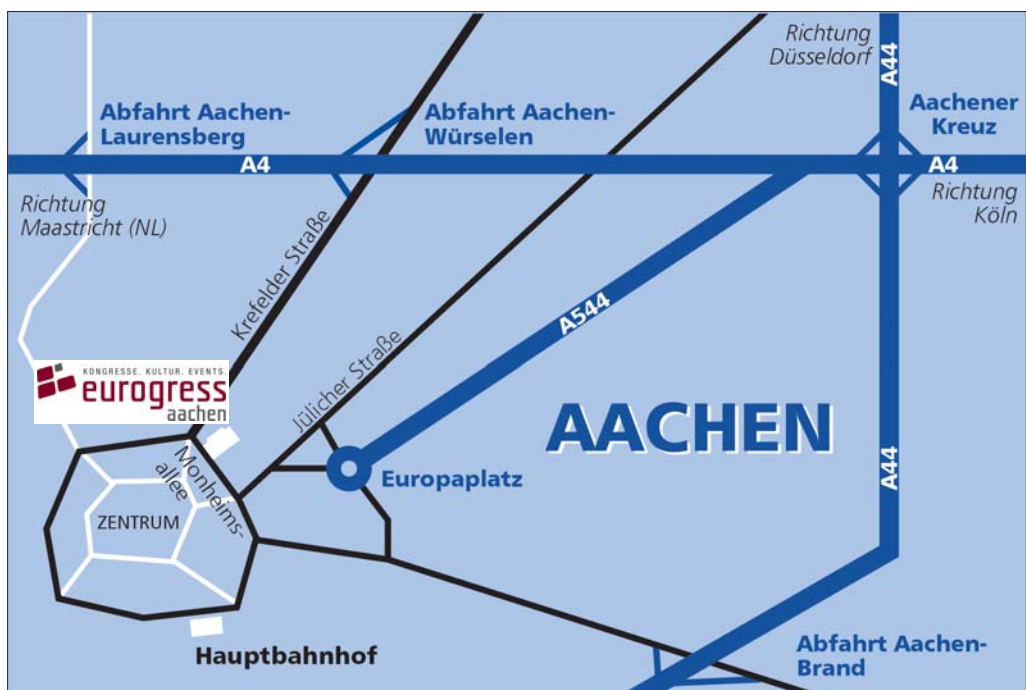 Richtung
Düsseldorf
A44
Abfahrt Aachen-
Laurensberg
Abfahrt Aachen-
Würselen
Aachener
Kreuz
A4
A4
Richtung
Maastricht (NL)
Richtung
Köln
Krefelder Straße
A544
Jülicher Straße
KONGRESSE. KULTUR. EVENTS.
eurogress
aachen
AACHEN
A44
Europaplatz
Monheims-
allee
ZENTRUM
Hauptbahnhof
Abfahrt Aachen-
Brand